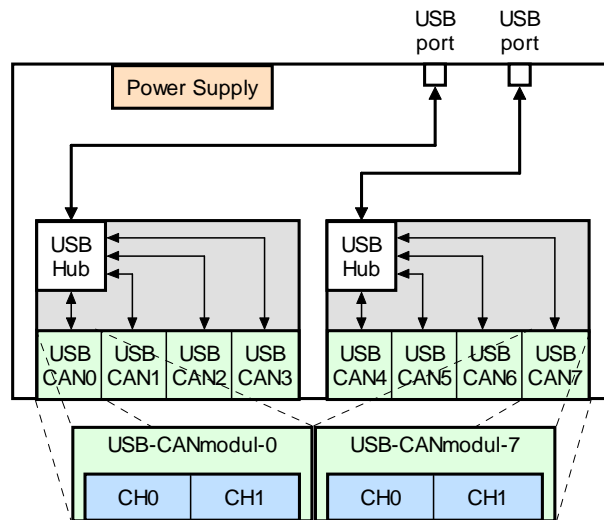 USB port
USB port
Power Supply
USB Hub
USB Hub
USB CAN0
USB CAN1
USB CAN2
USB CAN3
USB CAN4
USB CAN5
USB CAN6
USB CAN7
USB-CANmodul-0
USB-CANmodul-7
CH0
CH1
CH0
CH1